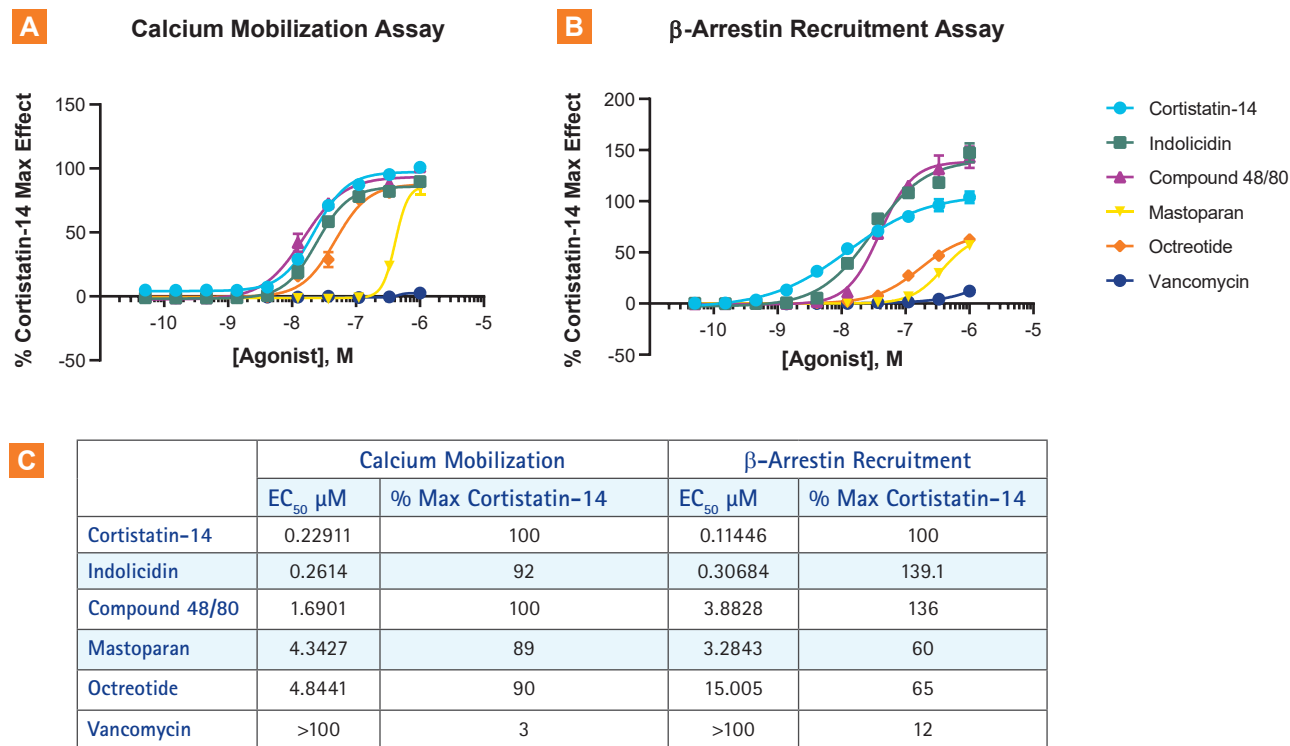 A
Calcium Mobilization Assay
% Cortistatin-14 Max Effect
150
100
50
0
-50
-10
-9
-8
-7
-6
-5
[Agonist], M
B
β-Arrestin Recruitment Assay
% Cortistatin-14 Max Effect
200
150
100
50
0
-50
-10
-9
-8
-7
-6
-5
[Agonist], M
Cortistatin-14
Indolicidin
Compound 48/80
Mastoparan
Octreotide
Vancomycin
C
Calcium Mobilization β-Arrestin Recruitment
EC50 μM % Max Cortistatin-14 EC50 μM % Max Cortistatin-14
Cortistatin-14 0.22911 100 0.11446 100
Indolicidin 0.2614 92 0.30684 139.1
Compound 48/80 1.6901 100 3.8828 136
Mastoparan 4.3427 89 3.2843 60
Octreotide 4.8441 90 15.005 65
Vancomycin >100 3 >100 12